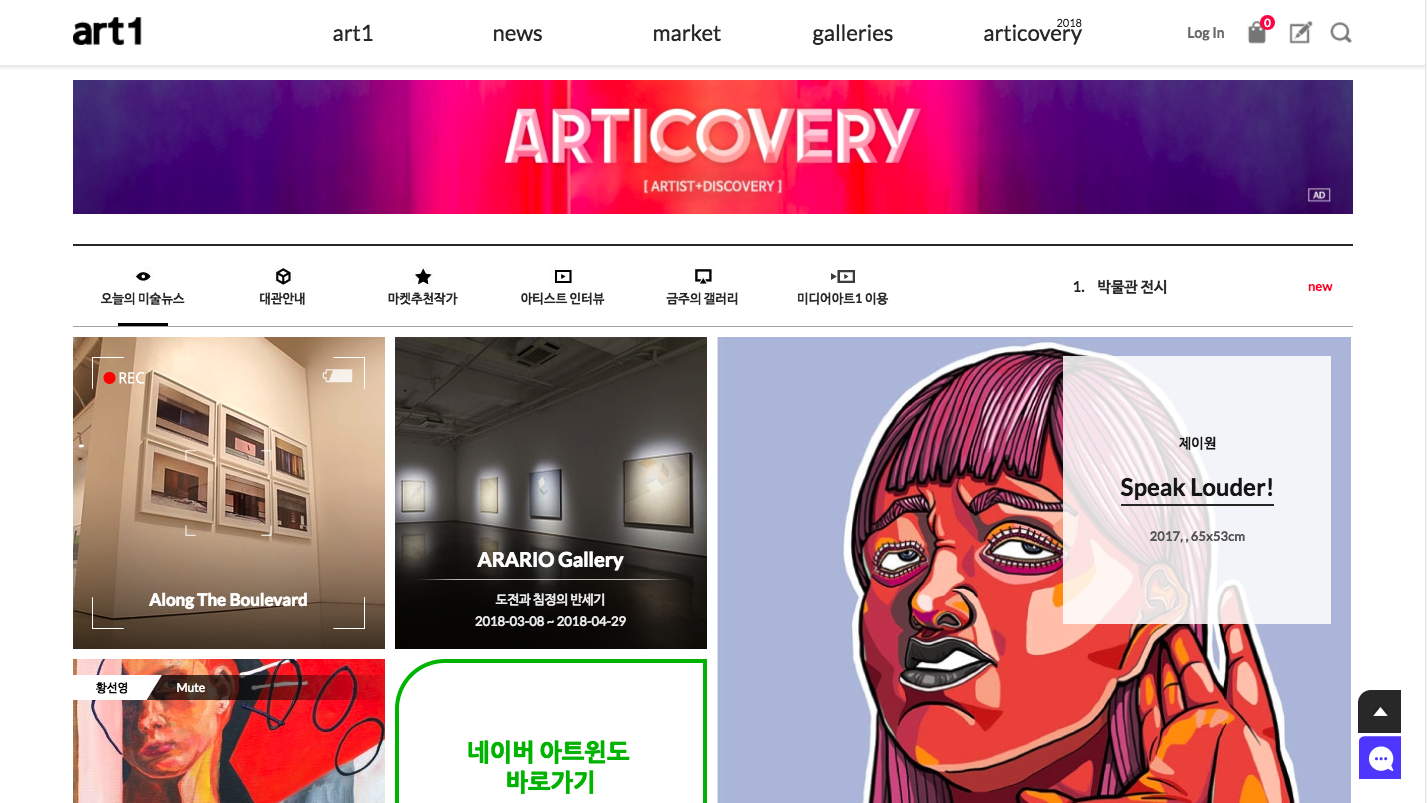 art1
art1
news
market
galleries
articovery
2018
Log In
0
ARTICOVERY
[ ARTIST+DISCOVERY ]
AD
오늘의 미술뉴스
대관안내
마켓추천작가
아티스트 인터뷰
금주의 갤러리
미디어아트1 이용
1. 박물관 전시
new
REC
Along The Boulevard
ARARIO Gallery
도전과 침정의 반세기
2018-03-08 ~ 2018-04-29
제이원
Speak Louder!
2017, , 65x53cm
황선영
Mute
네이버 아트윈도
바로가기